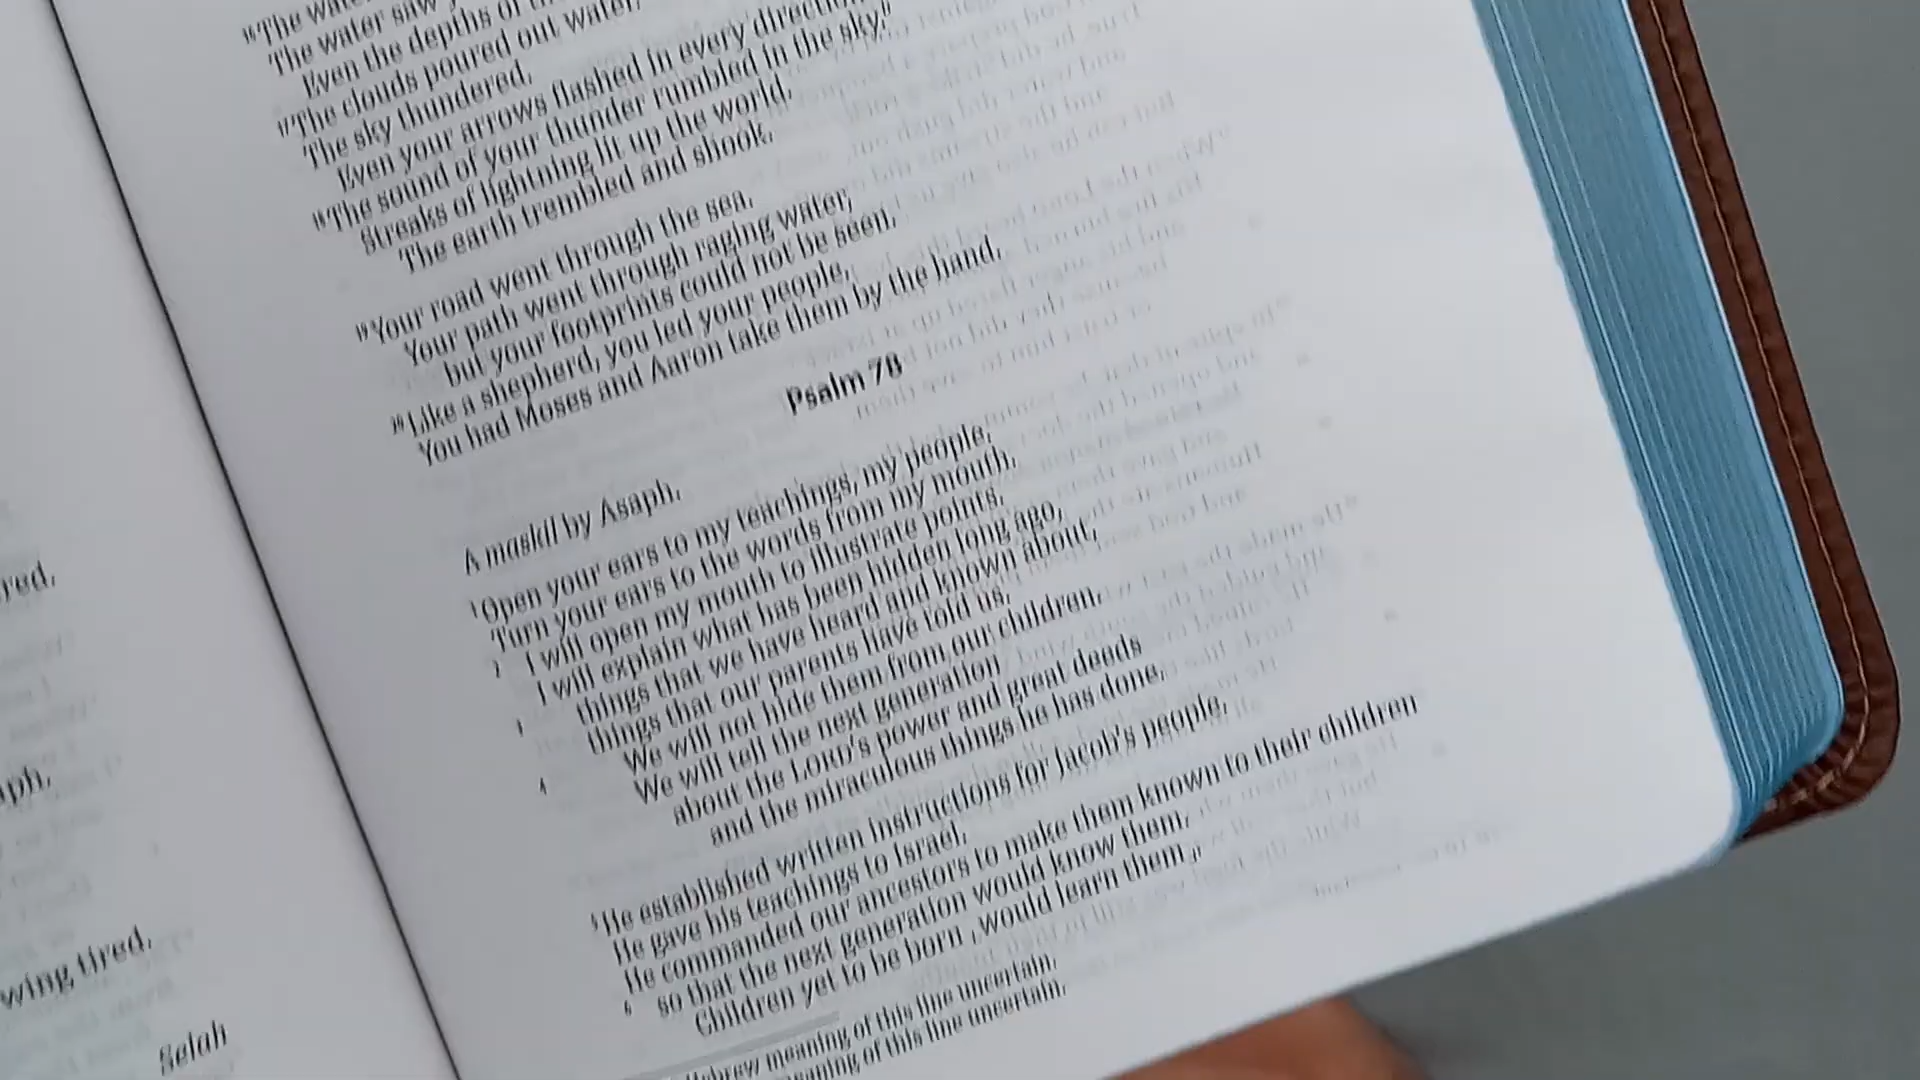 16 The water saw
The water saw
Even the depths of
17 The clouds poured out water.
The sky thundered.
Even your arrows flashed in every direction.
18 The sound of your thunder rumbled in the sky.
Streaks of lightning lit up the world.
The earth trembled and shook.
19 Your road went through the sea.
Your path went through raging water,
but your footprints could not be seen.
20 Like a shepherd, you led your people.
You had Moses and Aaron take them by the hand.
Psalm 78
A maskil by Asaph.
1 Open your ears to my teachings, my people.
Turn your ears to the words from my mouth.
2 I will open my mouth to illustrate points.
I will explain what has been hidden long ago,
3 things that we have heard and known about,
things that our parents have told us.
4 We will not hide them from our children.
We will tell the next generation
about the LORD's power and great deeds
and the miraculous things he has done.
5 He established written instructions for Jacob's people.
He gave his teachings to Israel.
He commanded our ancestors to make them known to their children
6 so that the next generation would know them.
Children yet to be born , would learn them.
Hebrew meaning of this line uncertain.
meaning of this line uncertain.
red.
aph.
wing tired.
Selah